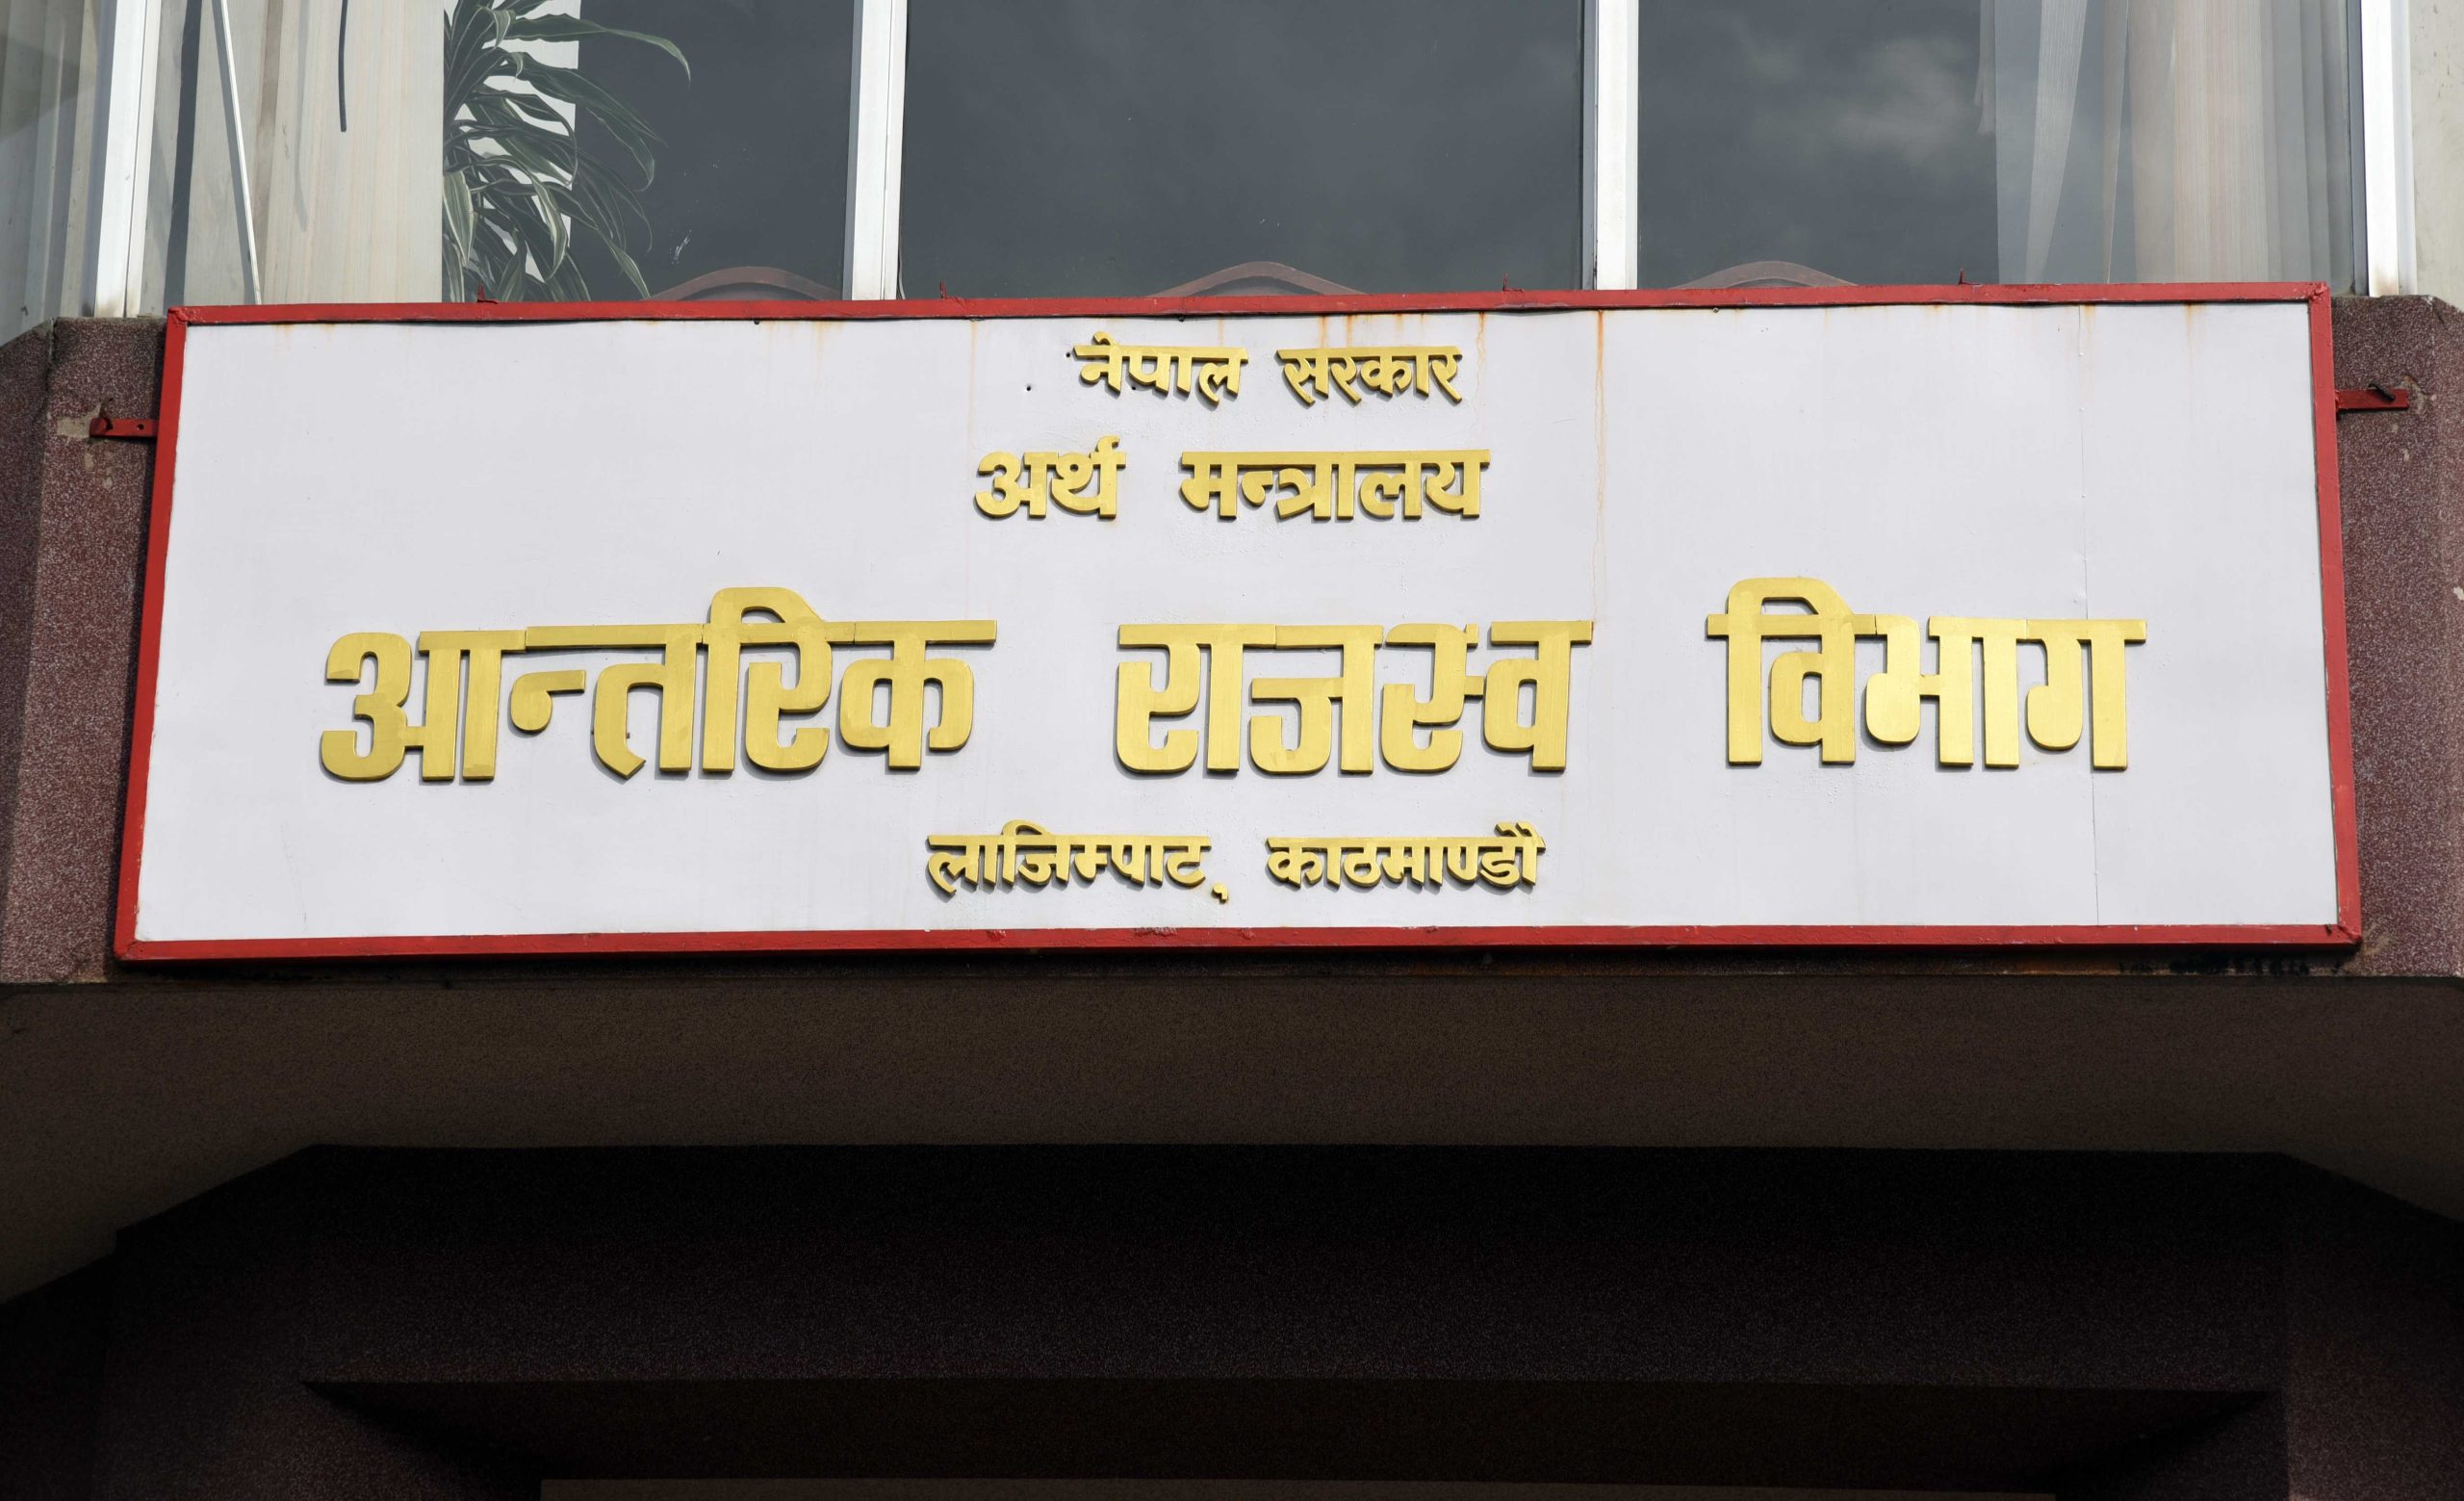 नेपाल सरकार
अर्थ मन्त्रालय
आन्तरिक राजस्व विभाग
लाजिम्पाट, काठमाण्डौ